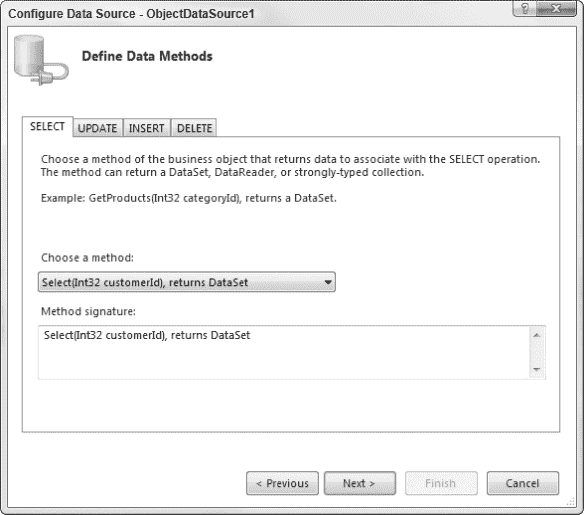 Configure Data Source - ObjectDataSource1
?
Define Data Methods
SELECT UPDATE INSERT DELETE
Choose a method of the business object that returns data to associate with the SELECT operation.
The method can return a DataSet, DataReader, or strongly-typed collection.
Example: GetProducts(Int32 categoryId), returns a DataSet.
Choose a method:
Select(Int32 customerId), returns DataSet
Method signature:
Select(Int32 customerId), returns DataSet
< Previous Next > Finish Cancel